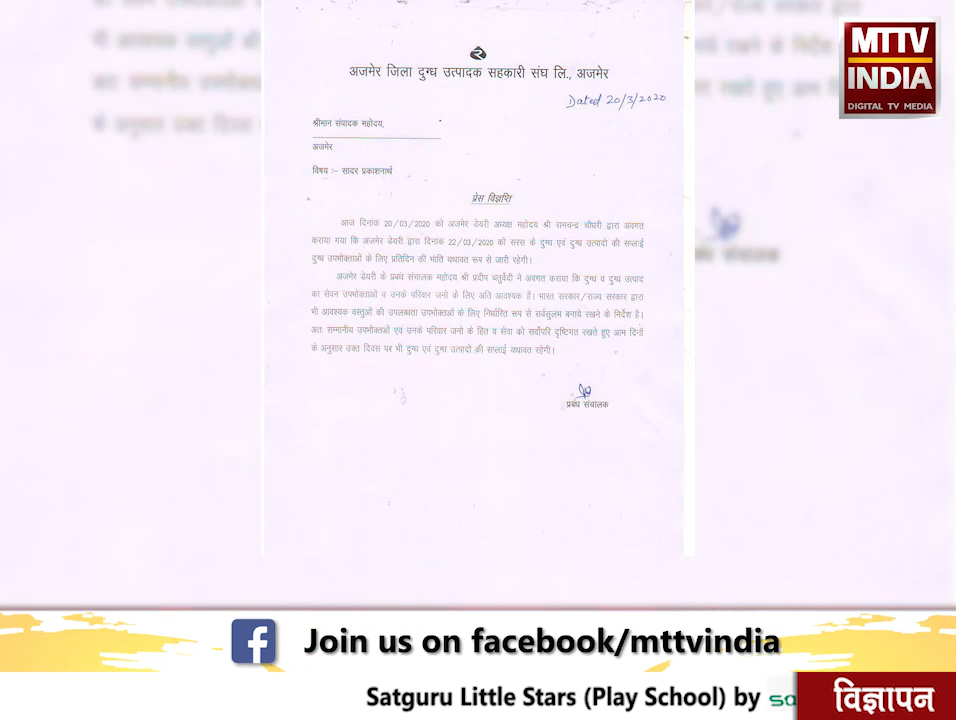 MTTV
INDIA
DIGITAL TV MEDIA
अजमेर जिला दुग्ध उत्पादक सहकारी संघ लि., अजमेर
Dated 20/3/2020
श्रीमान संपादक महोदय,
अजमेर
विषय :- सादर प्रकाशनार्थ
प्रेस विज्ञप्ति
आज दिनांक 20/03/2020 को अजमेर डेयरी अध्यक्ष महोदय श्री रामचन्द्र चौधरी द्वारा अवगत
कराया गया कि अजमेर डेयरी द्वारा दिनांक 22/03/2020 को सरस के दुग्ध एवं दुग्ध उत्पादो की सप्लाई
दुग्ध उपभोक्ताओं के लिए प्रतिदिन की भांति यथावत रूप से जारी रहेगी।
अजमेर डेयरी के प्रबंध संचालक महोदय श्री प्रदीप चतुर्वेदी ने अवगत कराया कि दुग्ध व दुग्ध उत्पाद
का सेवन उपभोक्ताओं व उनके परिवार जनो के लिए अति आवश्यक हैं। भारत सरकार/राज्य सरकार द्वारा
भी आवश्यक वस्तुओं की उपलब्धता उपभोक्ताओं के लिए निर्धारित रूप से सर्वसुलभ बनाये रखने के निर्देश है।
अतः सम्मानीय उपभोक्ताओं एवं उनके परिवार जनो के हित व सेवा को सर्वोपरि दृष्टिगत रखते हुए आम दिनों
के अनुसार उक्त दिवस पर भी दुग्ध एवं दुग्ध उत्पादो की सप्लाई यथावत रहेगी।
प्रबंध संचालक
Join us on facebook/mttvindia
Satguru Little Stars (Play School) by
विज्ञापन